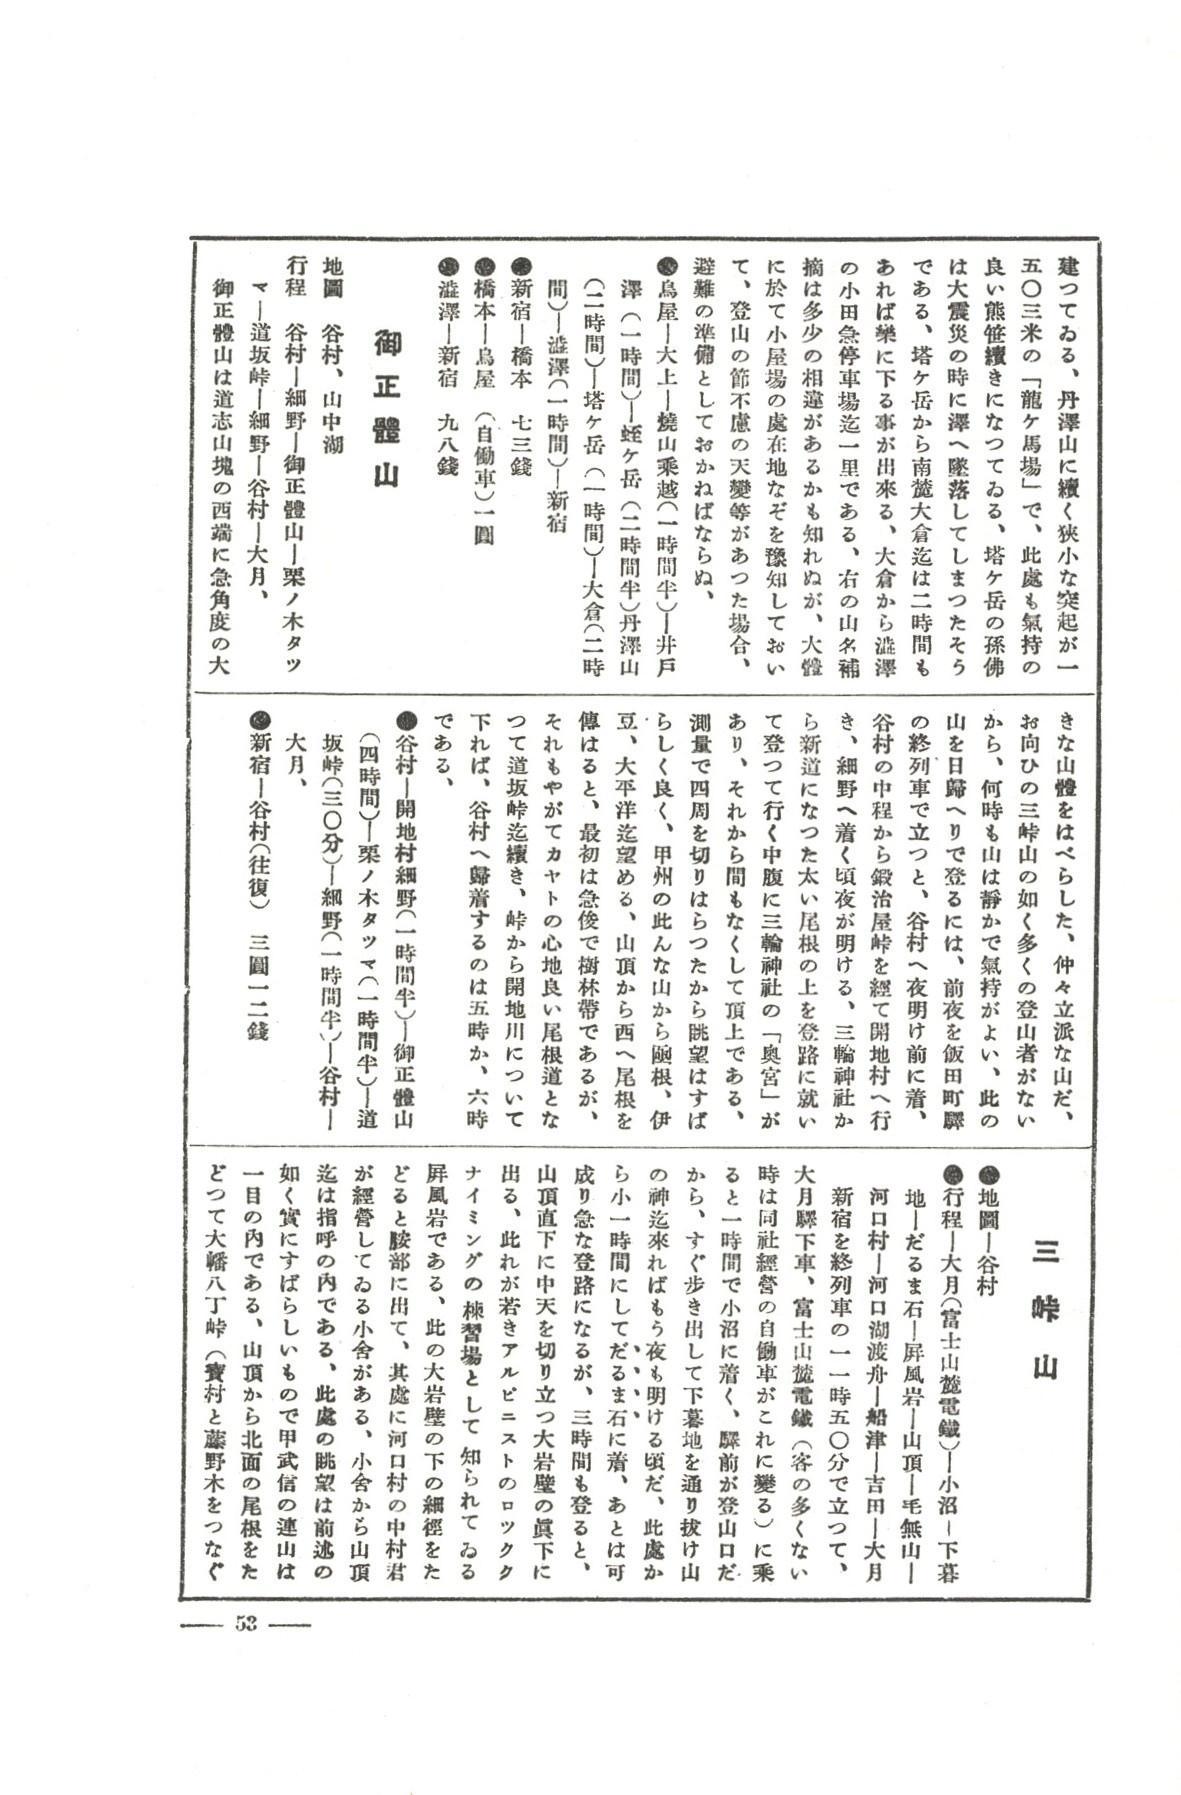 建つてゐる、丹澤山に續く狹小な突起が一
五〇三米の「龍ケ馬場」で、此處も氣持の
良い熊笹續きになつてゐる、塔ケ岳の孫佛
は大震災の時に澤へ墜落してしまつたそう
である、塔ケ岳から南麓大倉迄は二時間も
あれば樂に下る事が出來る、大倉から澁澤
の小田急停車場迄一里である、右の山名補
摘は多少の相違があるかも知れぬが、大體
に於て小屋場の處在地なぞを豫知しておい
て、登山の節不慮の天變等があつた場合、
避難の準備としておかねばならぬ、
●鳥屋―大上―燒山乘越(一時間半)―井戸
澤(一時間)―蛭ケ岳(二時間半)丹澤山
(二時間)―塔ケ岳(一時間)―大倉(二時
間)―澁澤(一時間)―新宿
●新宿―橋本 七三錢
●橋本―鳥屋(自働車)一圓
●澁澤―新宿 九八錢
御正體山
地圖 谷村、山中湖
行程 谷村―細野―御正體山―栗ノ木タツ
マ―道坂峠―細野―谷村―大月、
御正體山は道志山塊の西端に急角度の大
きな山體をはべらした、仲々立派な山だ、
お向ひの三峠山の如く多くの登山者がない
から、何時も山は靜かで氣持がよい、此の
山を日歸へりで登るには、前夜を飯田町驛
の終列車で立つと、谷村へ夜明け前に着、
谷村の中程から鍛治屋峠を經て開地村へ行
き、細野へ着く頃夜が明ける、三輪神社か
ら新道になつた太い尾根の上を登路に就い
て登つて行く中腹に三輪神社の「奧宮」が
あり、それから間もなくして頂上である、
測量で四周を切りはらつたから眺望はすば
らしく良く、甲州の此んな山から函根、伊
豆、大平洋迄望める、山頂から西へ尾根を
傳はると、最初は急俊で樹林帶であるが、
それもやがてカヤトの心地良い尾根道とな
つて道坂峠迄續き、峠から開地川について
下れば、谷村へ歸着するのは五時か、六時
である、
●谷村―開地村細野(一時間半)―御正體山
(四時間)―栗ノ木タツマ(一時間半)―道
坂峠(三〇分)―細野(一時間半)―谷村―
大月、
●新宿―谷村(往復) 三圓一二錢
三峠山
●地圖―谷村
●行程―大月(富士山麓電鐵)―小沼―下暮
地―だるま石―屏風岩―山頂―毛無山―
河口村―河口湖渡舟―船津―吉田―大月
新宿を終列車の一一時五〇分で立つて、
大月驛下車、富士山麓電鐵(客の多くない
時は同社經營の自働車がこれに變る)に乘
ると一時間で小沼に着く、驛前が登山口だ
から、すぐ歩き出して下暮地を通り拔け山
の神迄來ればもう夜も明ける頃だ、此處か
ら小一時間にしてだるま石に着、あとは可
成り急な登路になるが、三時間も登ると、
山頂直下に中天を切り立つ大岩壁の眞下に
出る、此れが若きアルピニストのロツクク
ナイミングの練習場として知られてゐる
屏風岩である、此の大岩壁の下の細徑をた
どると鞍部に出て、其處に河口村の中村君
が經營してゐる小舍がある、小舍から山頂
迄は指呼の内である、此處の眺望は前述の
如く實にすばらしいもので甲武信の連山は
一目の内である、山頂から北面の尾根をた
どつて大幡八丁峠(寶村と藤野木をつなぐ
― 53 ―